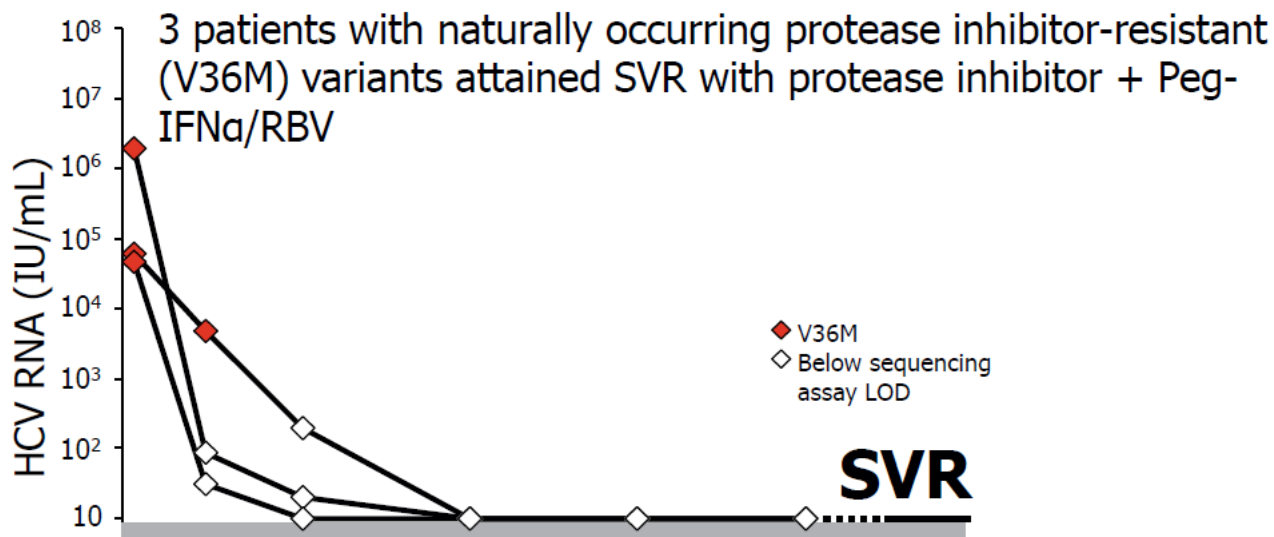 3 patients with naturally occurring protease inhibitor-resistant
(V36M) variants attained SVR with protease inhibitor + Peg-
IFNα/RBV
HCV RNA (IU/mL)
10⁸
10⁷
10⁶
10⁵
10⁴
10³
10²
10
V36M
Below sequencing
assay LOD
SVR